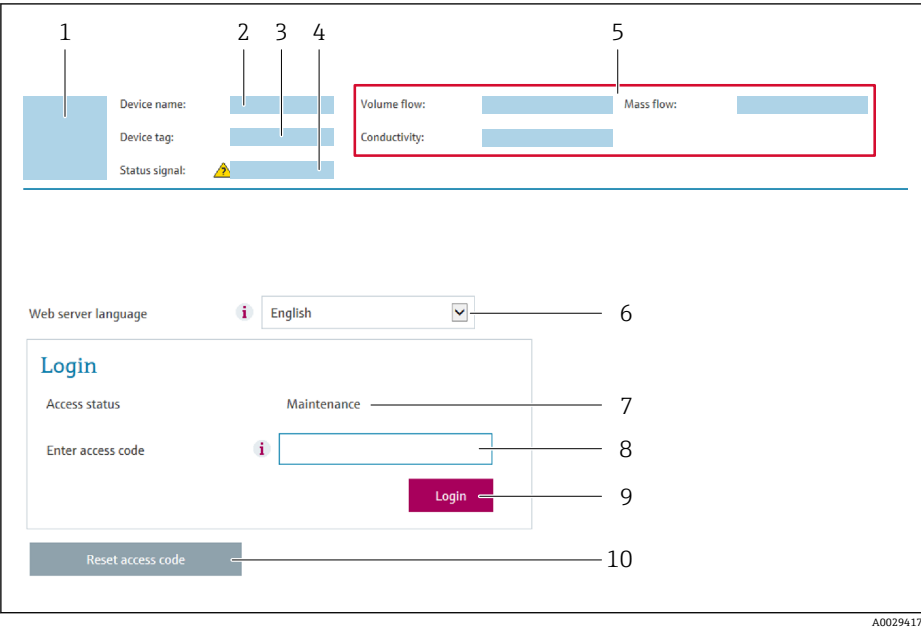 1 2 3 4 5
Device name:
Volume flow:
Mass flow:
Device tag:
Conductivity:
Status signal:
?
Web server language
i
English
6
Login
Access status
Maintenance
7
Enter access code
i
8
Login
9
Reset access code
10
A0029417